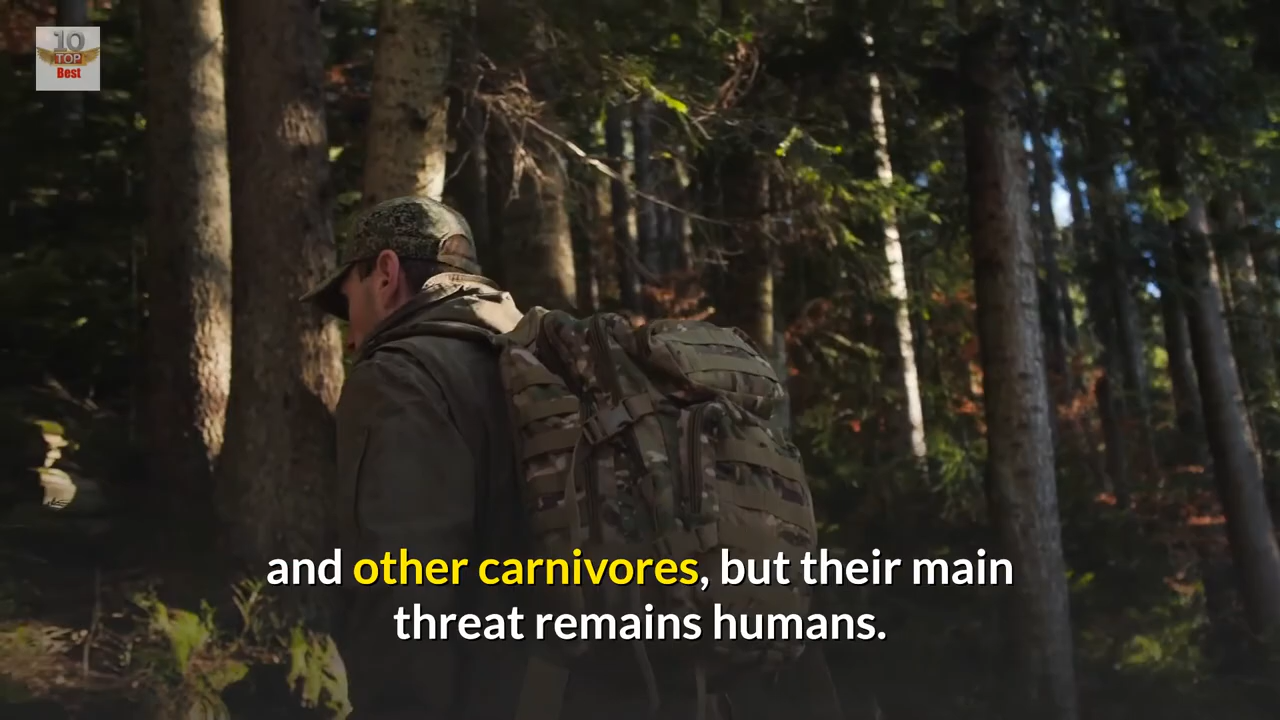 10
TOP
Best
and other carnivores, but their main
threat remains humans.